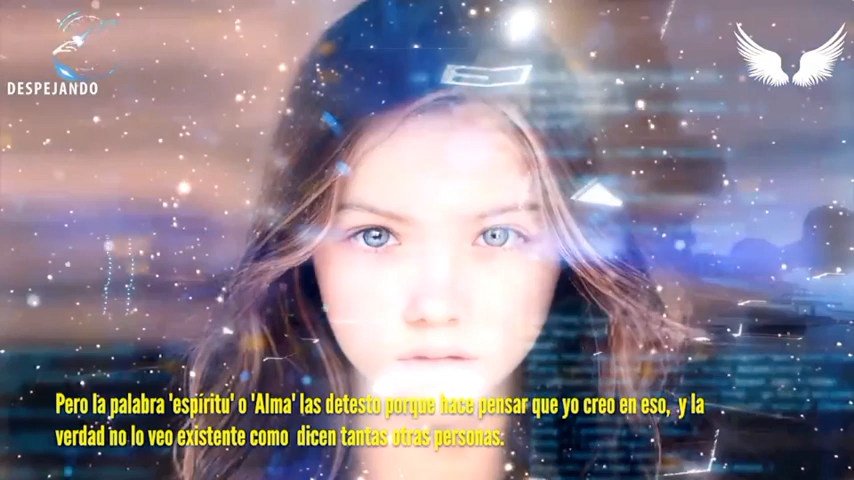 DESPEJANDO
Pero la palabra 'espíritu' o 'Alma' las detesto porque hace pensar que yo creo en eso, y la
verdad no lo veo existente como dicen tantas otras personas: